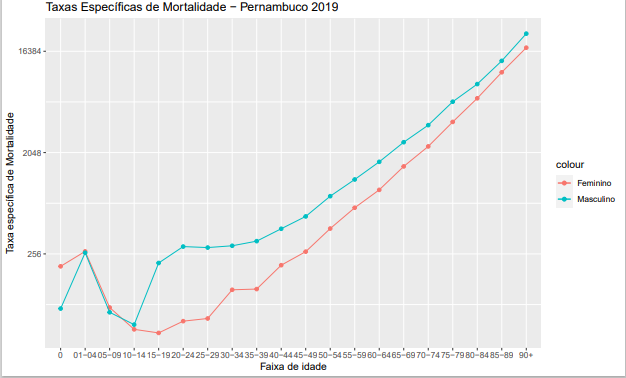 Taxas Específicas de Mortalidade − Pernambuco 2019
Taxa especifica de Mortalidade
16384
2048
256
0 01−04 05−09 10−14 15−19 20−24 25−29 30−34 35−39 40−44 45−49 50−54 55−59 60−64 65−69 70−74 75−79 80−84 85−89 90+
Faixa de idade
colour
Feminino
Masculino